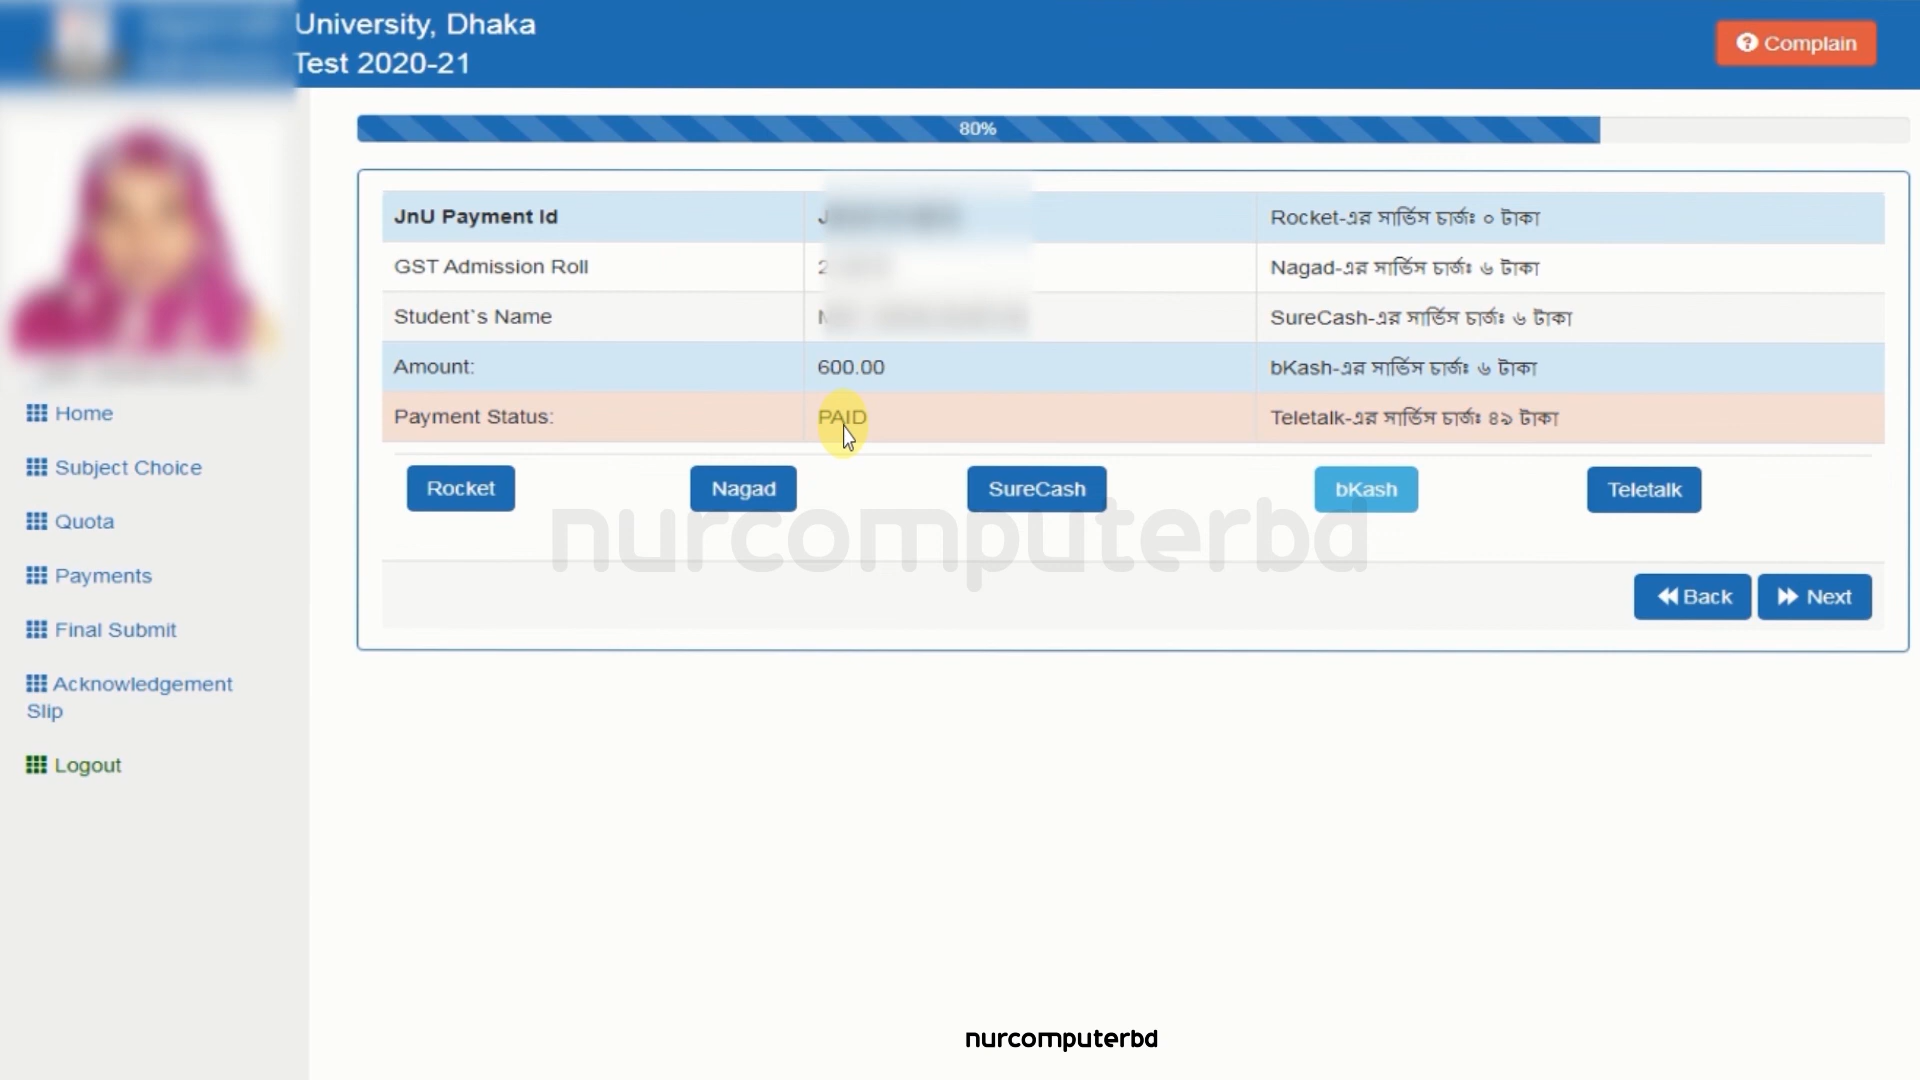 University, Dhaka
Test 2020-21
Complain
80%
JnU Payment Id
Rocket-এর সার্ভিস চার্জঃ ০ টাকা
GST Admission Roll
Nagad-এর সার্ভিস চার্জঃ ৬ টাকা
Student`s Name
SureCash-এর সার্ভিস চার্জঃ ৬ টাকা
Amount: 600.00 bKash-এর সার্ভিস চার্জঃ ৬ টাকা
Payment Status: PAID Teletalk-এর সার্ভিস চার্জঃ ৪৯ টাকা
Rocket Nagad SureCash bKash Teletalk
nurcomputerbd
Back Next
Home
Subject Choice
Quota
Payments
Final Submit
Acknowledgement
Slip
Logout
nurcomputerbd